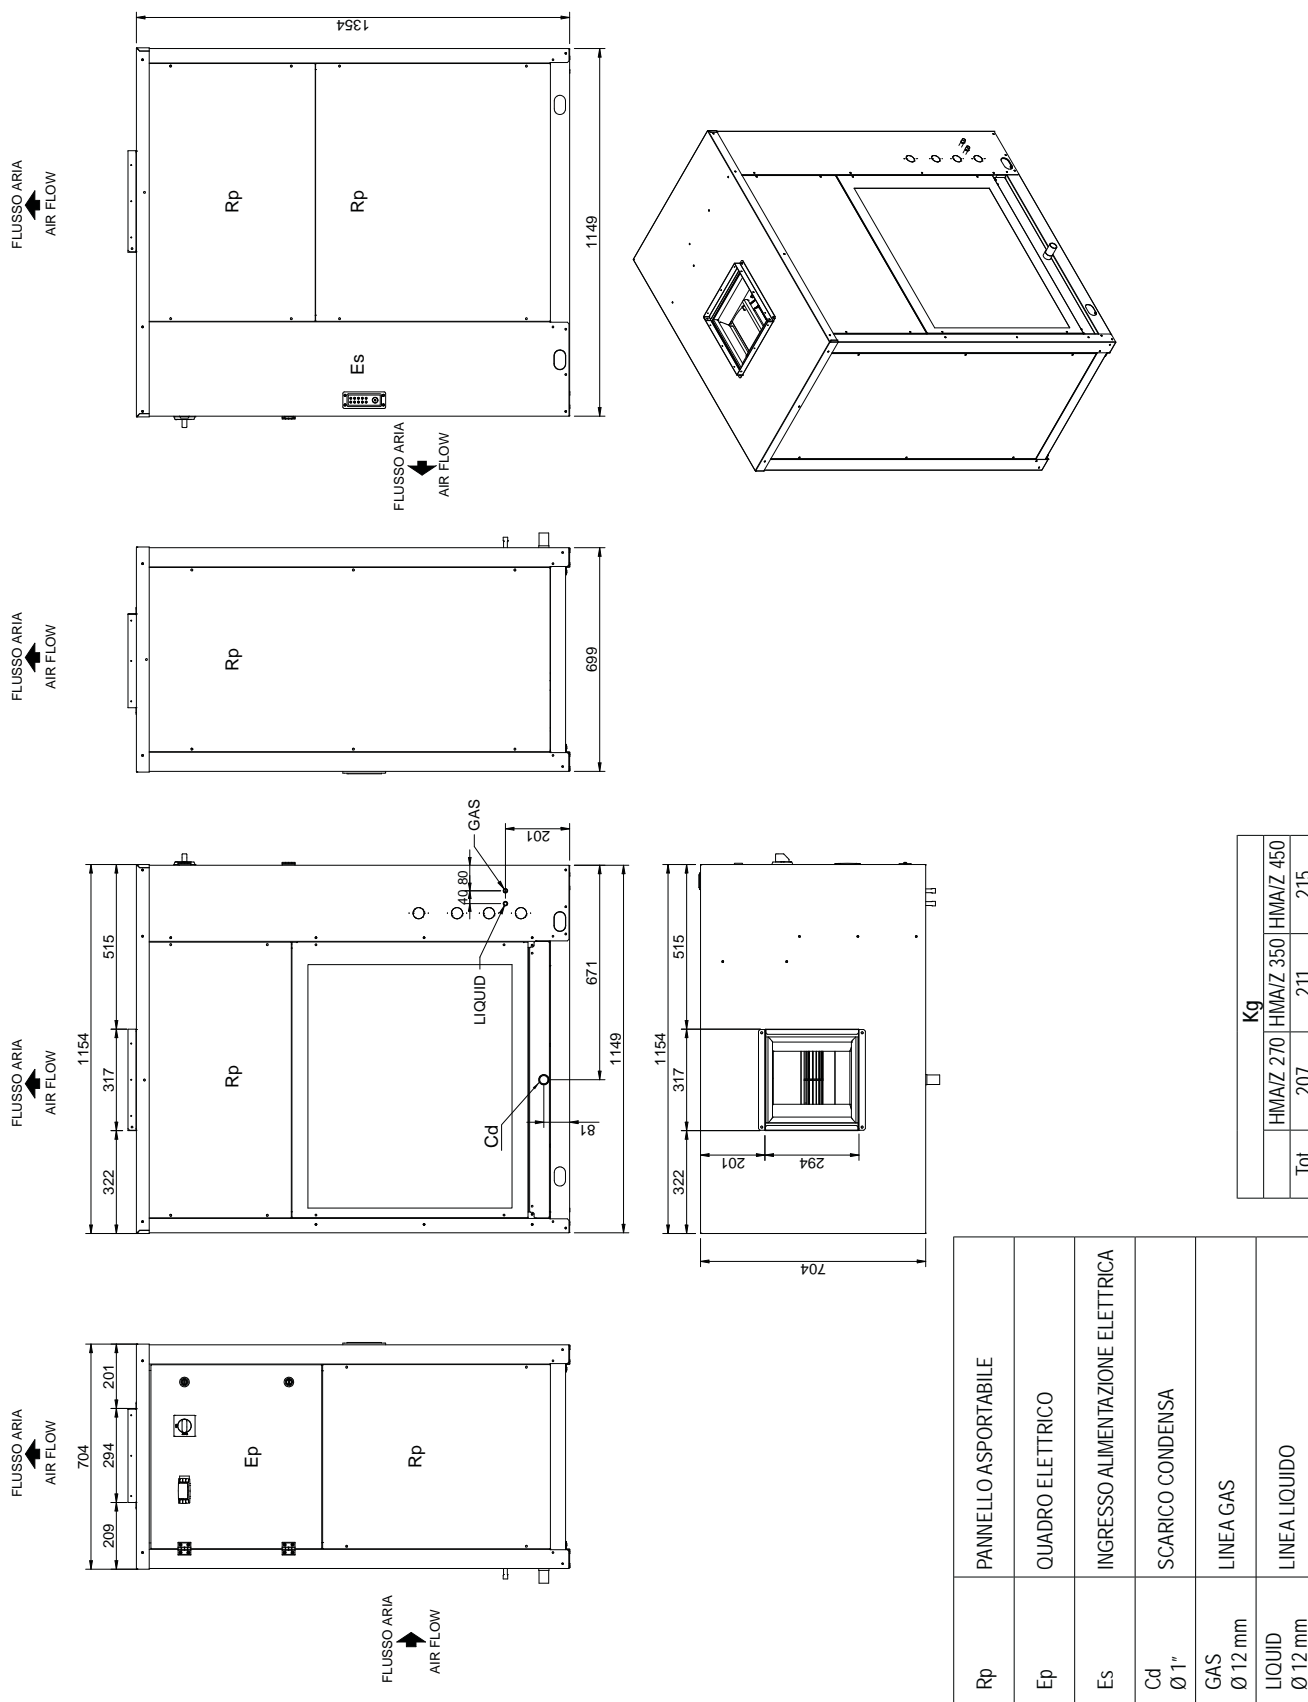 FLUSSO ARIA
AIR FLOW
704
209
294
201
Ep
Rp
FLUSSO ARIA
AIR FLOW
FLUSSO ARIA
AIR FLOW
1154
322
317
515
Rp
LIQUID
GAS
40
80
201
Cd
81
671
1149
FLUSSO ARIA
AIR FLOW
Rp
699
FLUSSO ARIA
AIR FLOW
Rp
Rp
Es
1354
1149
FLUSSO ARIA
AIR FLOW
1154
322
317
515
201
294
704
Rp PANNELLO ASPORTABILE
Ep QUADRO ELETTRICO
Es INGRESSO ALIMENTAZIONE ELETTRICA
Cd
Ø 1" SCARICO CONDENSA
GAS
Ø 12 mm LINEA GAS
LIQUID
Ø 12 mm LINEA LIQUIDO
Kg
HMA/Z 270 HMA/Z 350 HMA/Z 450
Tot 207 211 215